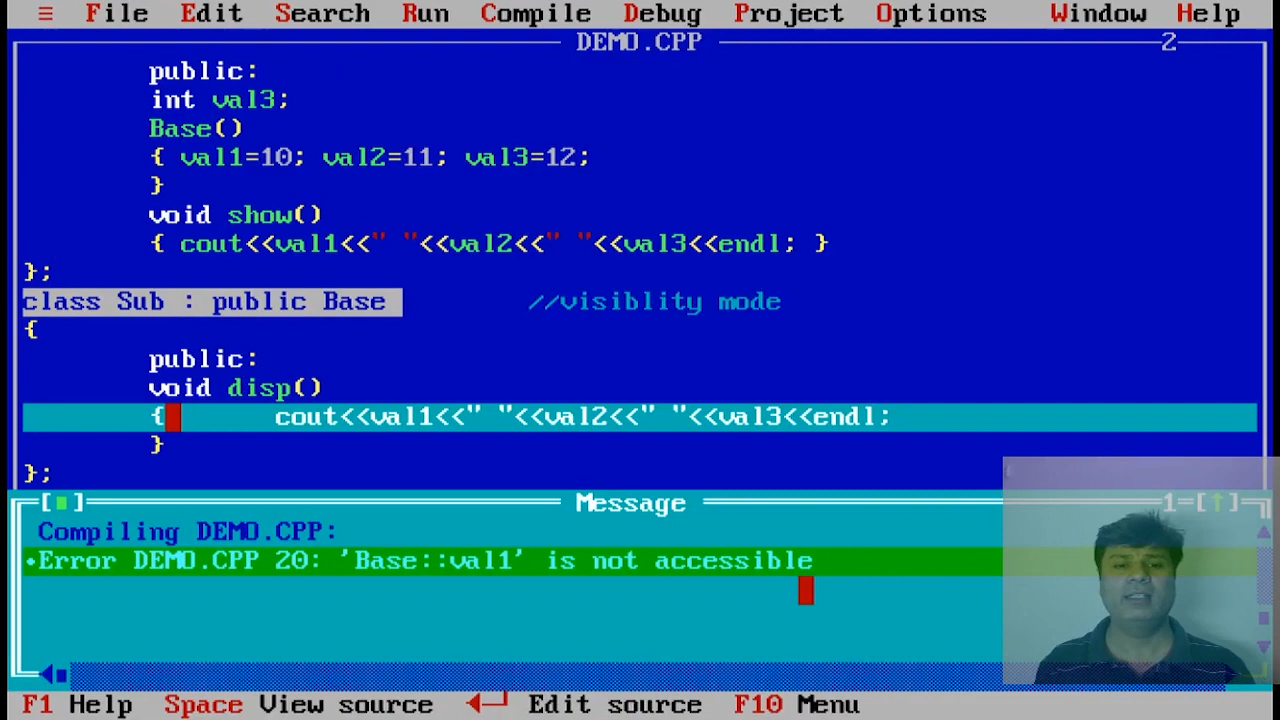 ≡ File Edit Search Run Compile Debug Project Options Window Help
DEMO.CPP 2
public:
int val3;
Base()
{ val1=10; val2=11; val3=12;
}
void show()
{ cout<<val1<<" "<<val2<<" "<<val3<<endl; }
};
class Sub : public Base //visiblity mode
{
public:
void disp()
{ cout<<val1<<" "<<val2<<" "<<val3<<endl;
}
};
[■] Message 1=[↑]
Compiling DEMO.CPP:
•Error DEMO.CPP 20: 'Base::val1' is not accessible
F1 Help Space View source ◄┘ Edit source F10 Menu